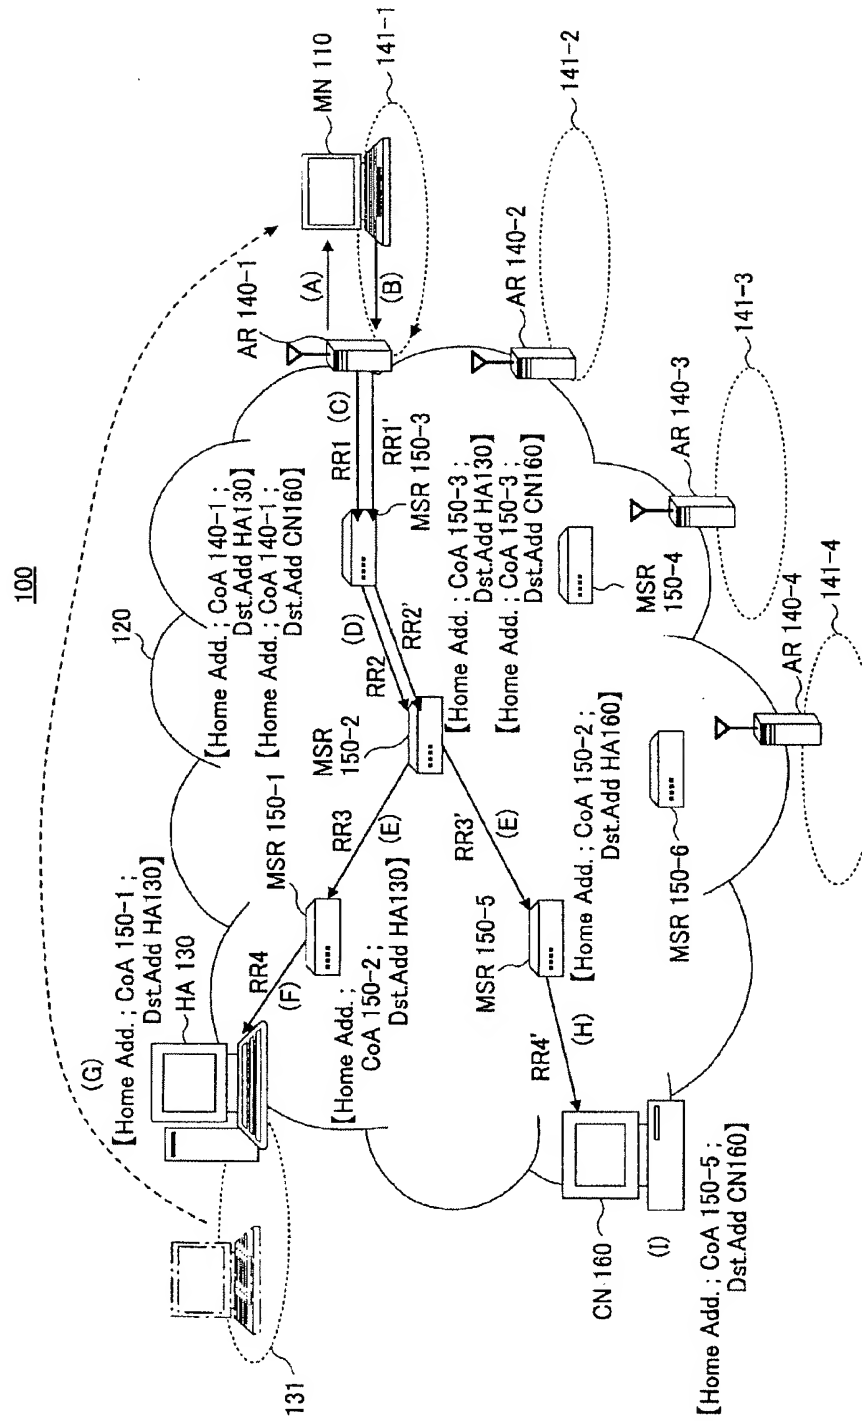 100
MN 110
141-1
(A)
(B)
AR 140-1
141-2
AR 140-2
141-3
AR 140-3
141-4
AR 140-4
120
(C)
RR1
RR1'
MSR 150-3
【Home Add. ; CoA 140-1 ;
Dst.Add HA130】
【Home Add. ; CoA 140-1 ;
Dst.Add CN160】
(D)
RR2
RR2'
MSR
150-2
【Home Add. ; CoA 150-3 ;
Dst.Add HA130】
【Home Add. ; CoA 150-3 ;
Dst.Add CN160】
MSR
150-4
MSR 150-1
RR3
(E)
RR3'
(E)
【Home Add. ;
CoA 150-2 ;
Dst.Add HA130】
MSR 150-5
【Home Add. ; CoA 150-2 ;
Dst.Add HA160】
MSR 150-6
RR4
(F)
(G)
【Home Add. ; CoA 150-1 ;
Dst.Add HA130】
HA 130
RR4'
(H)
CN 160
(I)
【Home Add. ; CoA 150-5 ;
Dst.Add CN160】
131